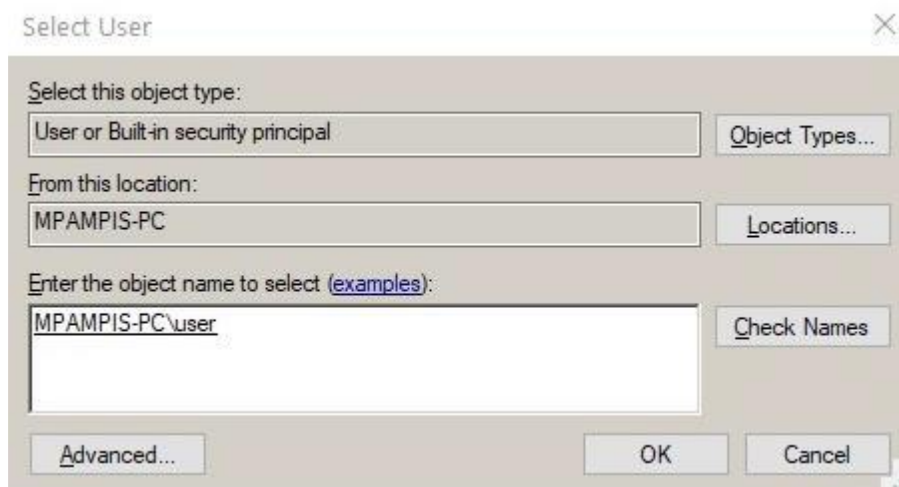 Select User
Select this object type:
User or Built-in security principal
Object Types...
From this location:
MPAMPIS-PC
Locations...
Enter the object name to select (examples):
MPAMPIS-PC\user
Check Names
Advanced...
OK
Cancel